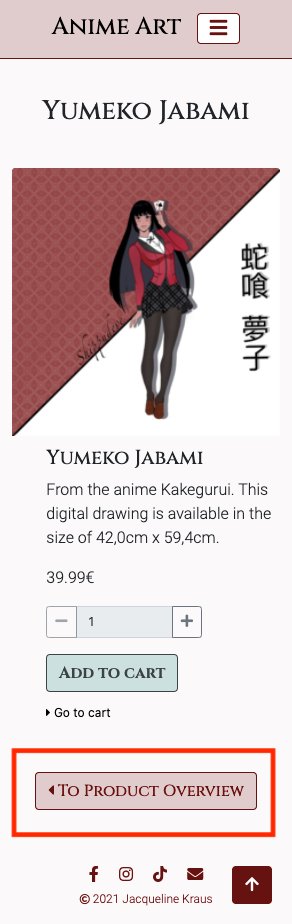 Anime Art
Yumeko Jabami
蛇喰 夢子
Yumeko Jabami
From the anime Kakegurui. This
digital drawing is available in the
size of 42,0cm x 59,4cm.
39.99€
1
Add to cart
Go to cart
To Product Overview
© 2021 Jacqueline Kraus